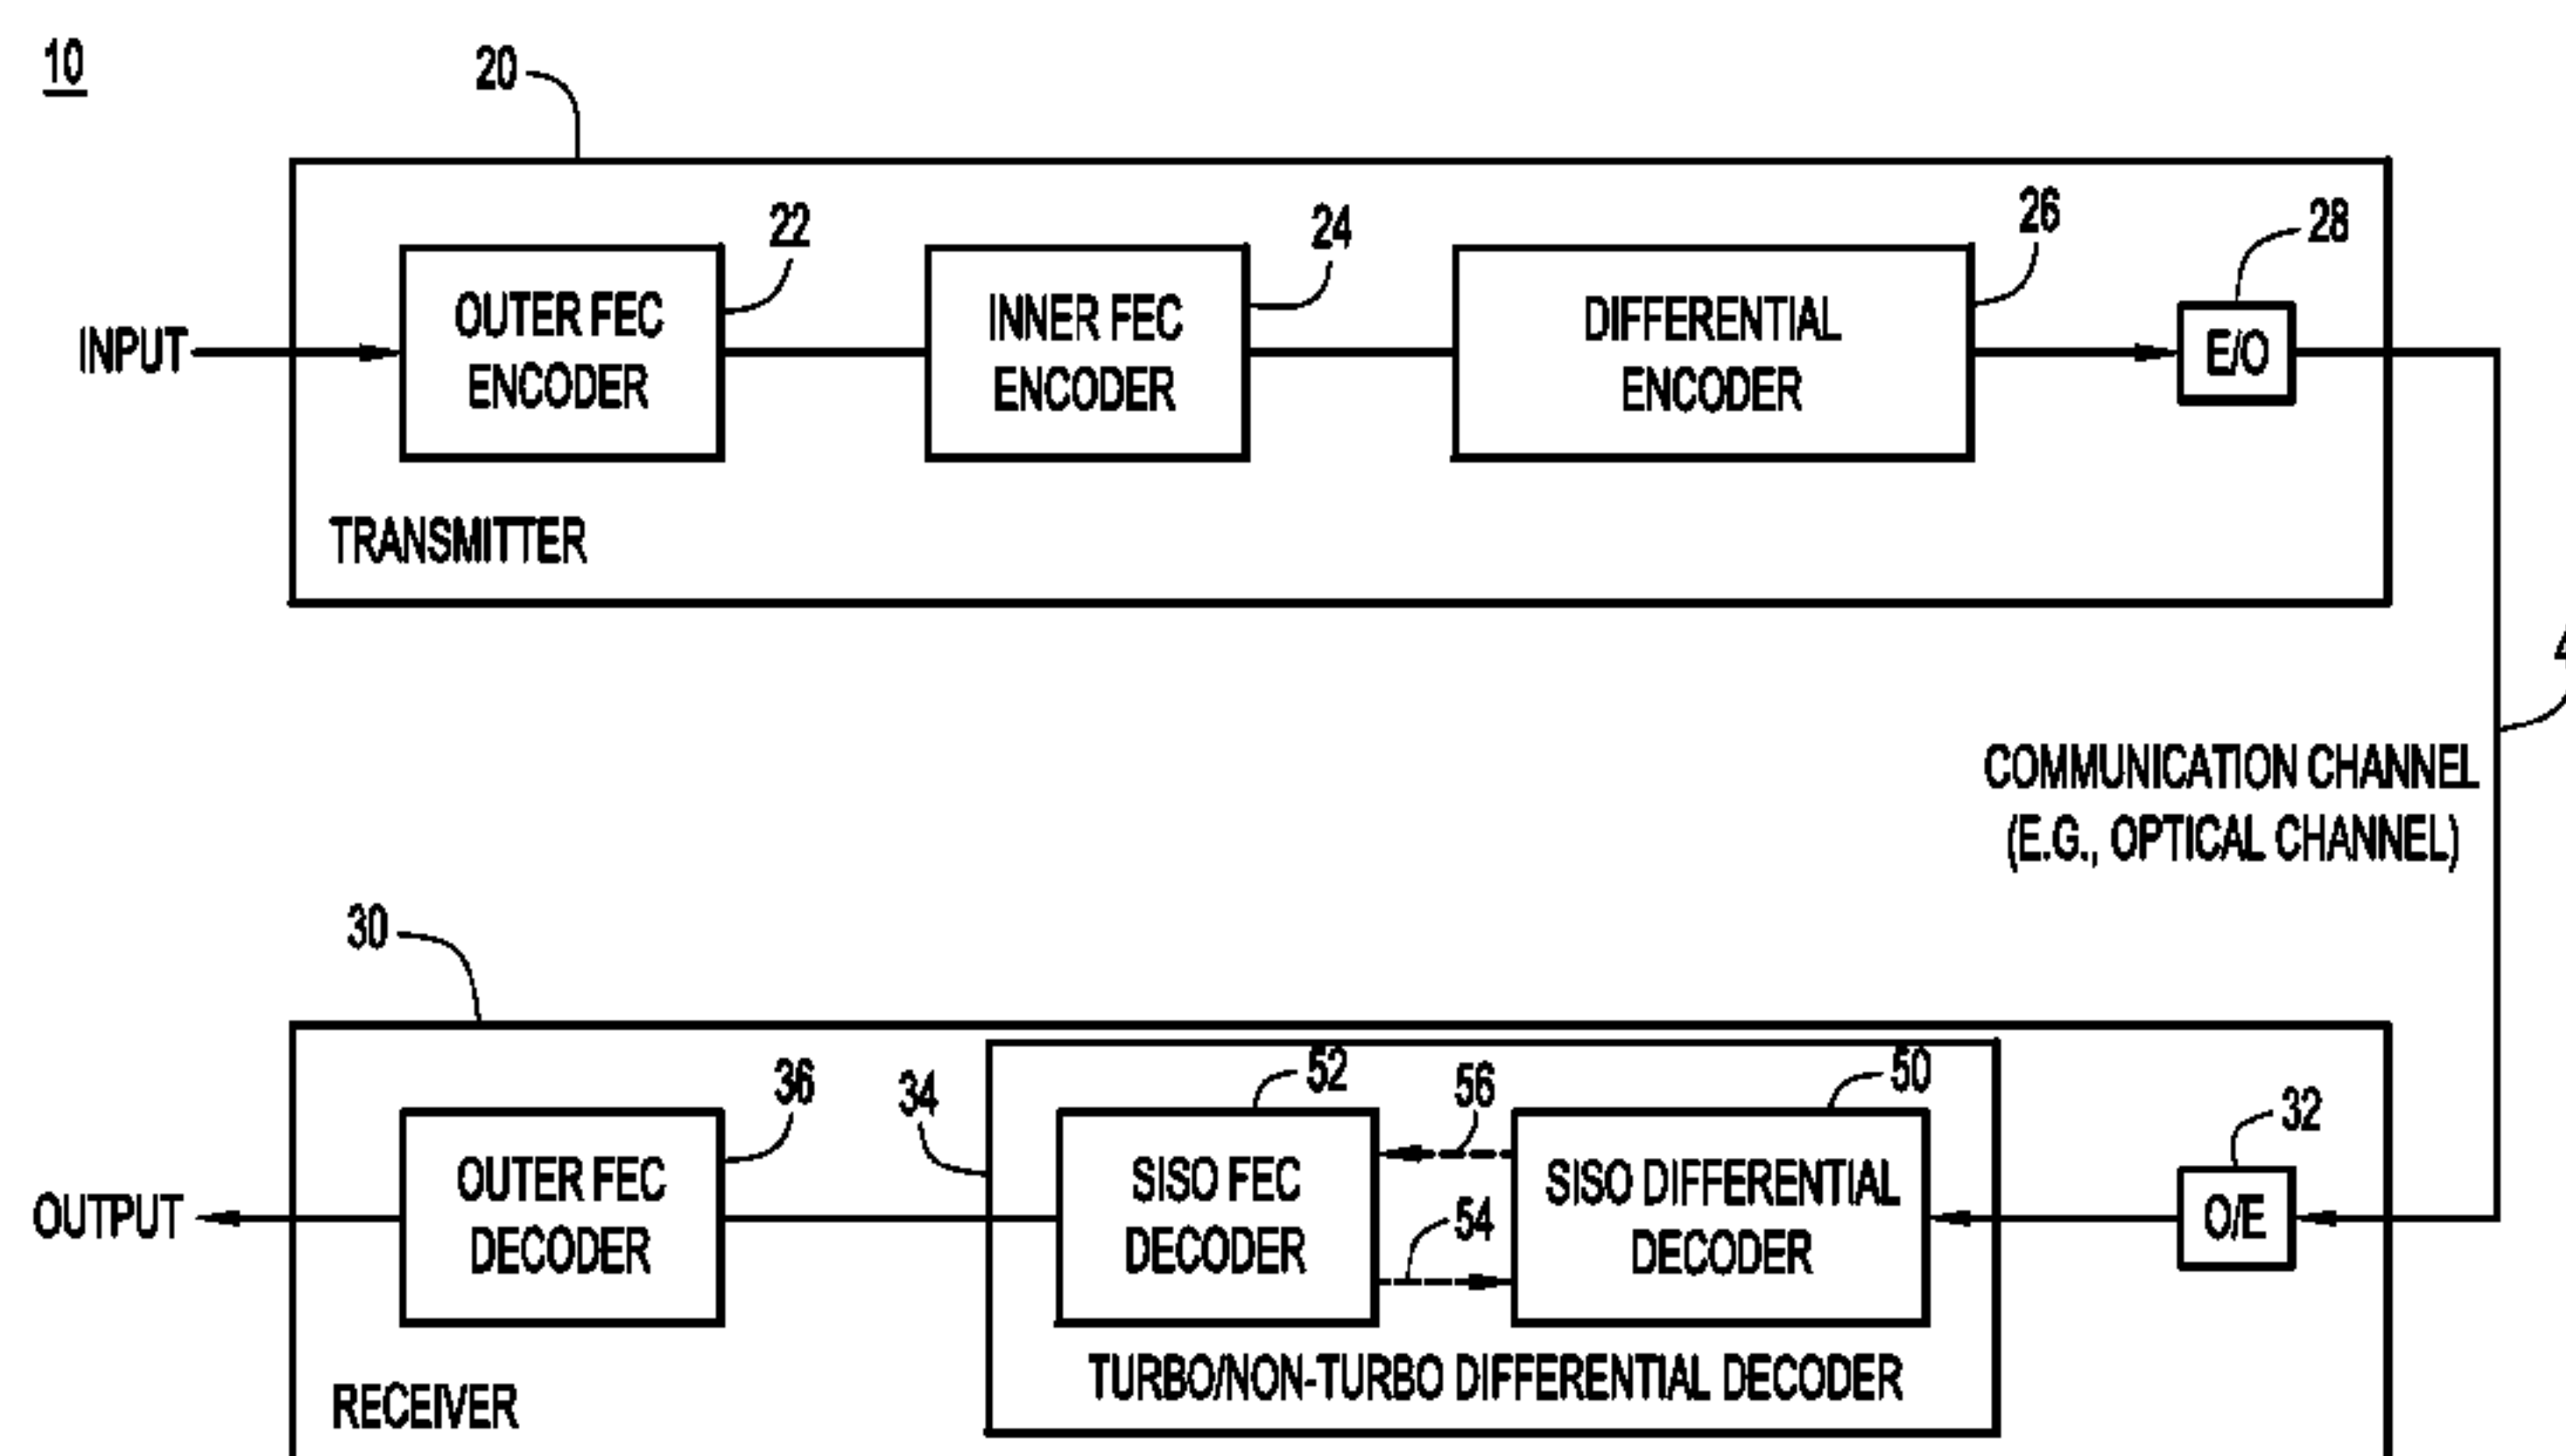 10
20
22
24
26
28
INPUT
OUTER FEC
ENCODER
INNER FEC
ENCODER
DIFFERENTIAL
ENCODER
E/O
TRANSMITTER
COMMUNICATION CHANNEL
(E.G., OPTICAL CHANNEL)
30
36
34
52
56
50
32
OUTPUT
OUTER FEC
DECODER
SISO FEC
DECODER
54
SISO DIFFERENTIAL
DECODER
O/E
TURBO/NON-TURBO DIFFERENTIAL DECODER
RECEIVER